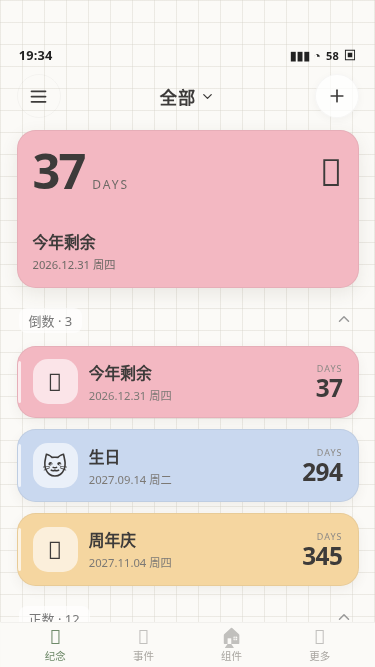 19:34
58
全部
37 DAYS
今年剩余
2026.12.31 周四
倒数 · 3
今年剩余
2026.12.31 周四
DAYS
37
生日
2027.09.14 周二
DAYS
294
周年庆
2027.11.04 周四
DAYS
345
正数 · 12
纪念
事件
组件
更多